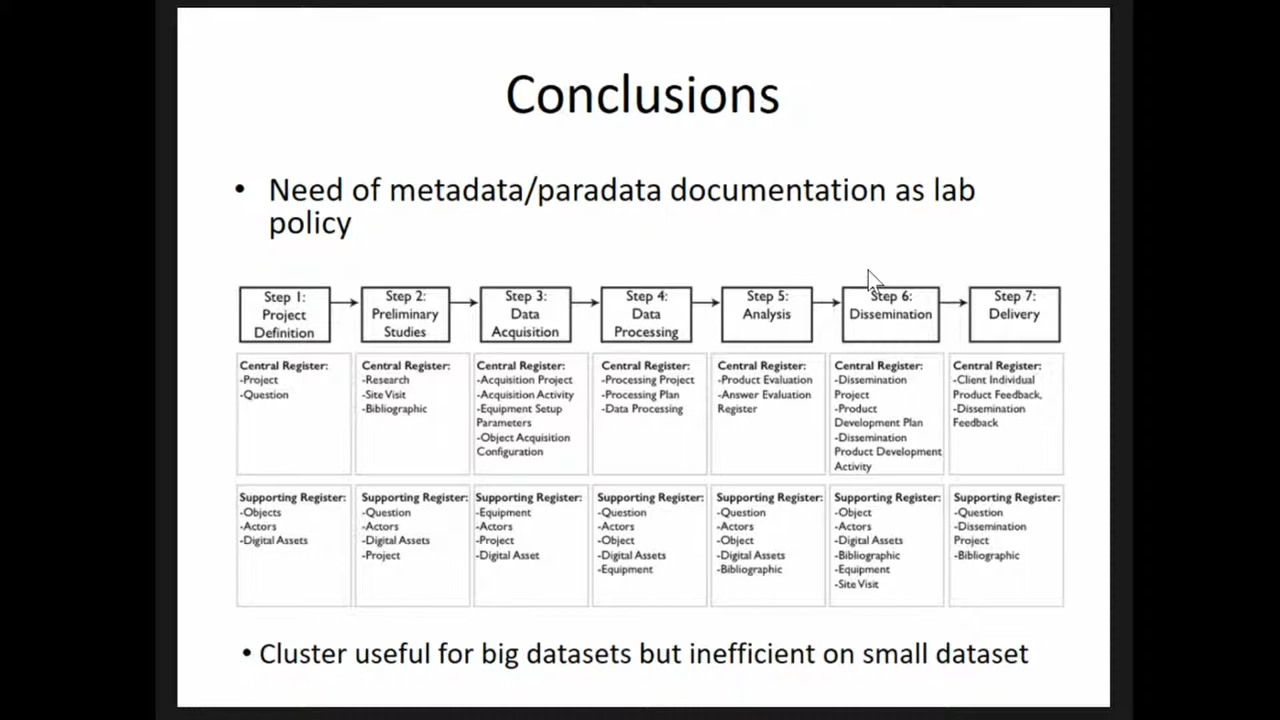 Conclusions
• Need of metadata/paradata documentation as lab
policy
Step 1:
Project
Definition
Step 2:
Preliminary
Studies
Step 3:
Data
Acquisition
Step 4:
Data
Processing
Step 5:
Analysis
Step 6:
Dissemination
Step 7:
Delivery
Central Register:
-Project
-Question
Central Register:
-Research
-Site Visit
-Bibliographic
Central Register:
-Acquisition Project
-Acquisition Activity
-Equipment Setup
Parameters
-Object Acquisition
Configuration
Central Register:
-Processing Project
-Processing Plan
-Data Processing
Central Register:
-Product Evaluation
-Answer Evaluation
Register
Central Register:
-Dissemination
Project
-Product
Development Plan
-Dissemination
Product Development
Activity
Central Register:
-Client Individual
Product Feedback,
-Dissemination
Feedback
Supporting Register:
-Objects
-Actors
-Digital Assets
Supporting Register:
-Question
-Actors
-Digital Assets
-Project
Supporting Register:
-Equipment
-Actors
-Project
-Digital Asset
Supporting Register:
-Question
-Actors
-Object
-Digital Assets
-Equipment
Supporting Register:
-Question
-Actors
-Object
-Digital Assets
-Bibliographic
Supporting Register:
-Object
-Actors
-Digital Assets
-Bibliographic
-Equipment
-Site Visit
Supporting Register:
-Question
-Dissemination
Project
-Bibliographic
• Cluster useful for big datasets but inefficient on small dataset